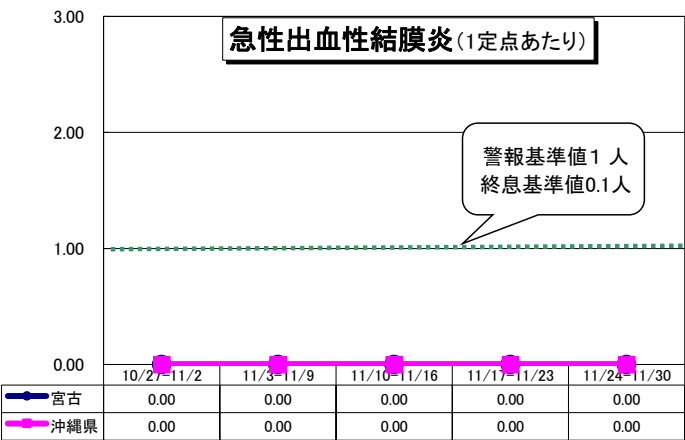 急性出血性結膜炎(1定点あたり)
3.00
2.00
警報基準値1 人
終息基準値0.1人
1.00
0.00
10/27-11/2 11/3-11/9 11/10-11/16 11/17-11/23 11/24-11/30
宮古 0.00 0.00 0.00 0.00 0.00
沖縄県 0.00 0.00 0.00 0.00 0.00